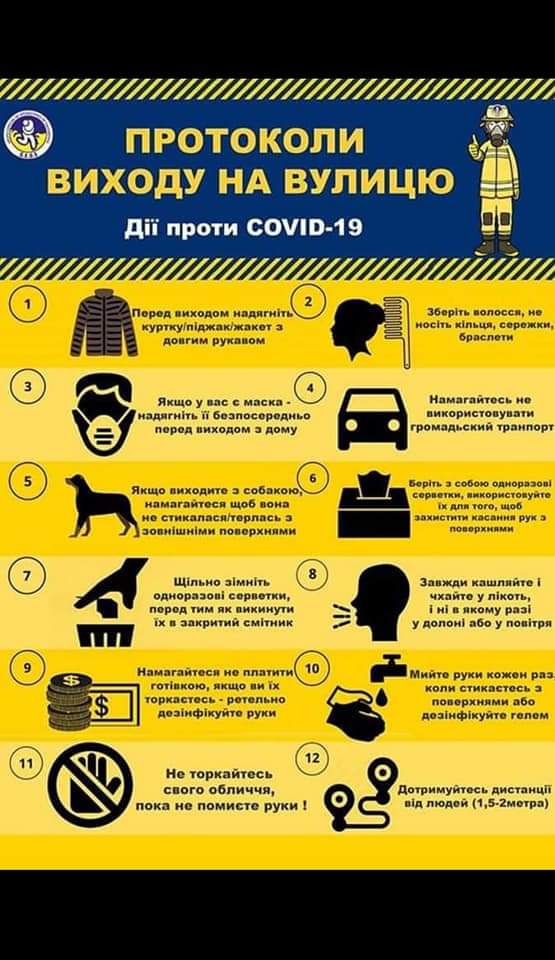 ПРОТОКОЛИ
ВИХОДУ НА ВУЛИЦЮ
Дії проти COVID-19
1
Перед виходом надягніть
куртку/піджак/жакет з
довгим рукавом
2
Зберіть волосся, не
носіть кільця, сережки,
браслети
3
Якщо у вас є маска -
надягніть її безпосередньо
перед виходом з дому
4
Намагайтесь не
використовувати
громадьский транпорт
5
Якщо виходите з собакою,
намагайтеся щоб вона
не стикалася/терлась з
зовнішніми поверхнями
6
Беріть з собою одноразові
серветки, використовуйте
їх для того, щоб
захистити касання рук з
поверхнями
7
Щільно зімніть
одноразові серветки,
перед тим як викинути
їх в закритий смітник
8
Завжди кашляйте і
чхайте у лікоть,
і ні в якому разі
у долоні або у повітря
9
Намагайтеся не платити
готівкою, якщо ви їх
торкаєтесь - ретельно
дезінфікуйте руки
$
$
10
Мийте руки кожен раз,
коли стикаєтесь з
поверхнями або
дезінфікуйте гелем
11
Не торкайтесь
свого обличчя,
пока не помиєте руки !
12
Дотримуйтесь дистанції
від людей (1,5-2метра)